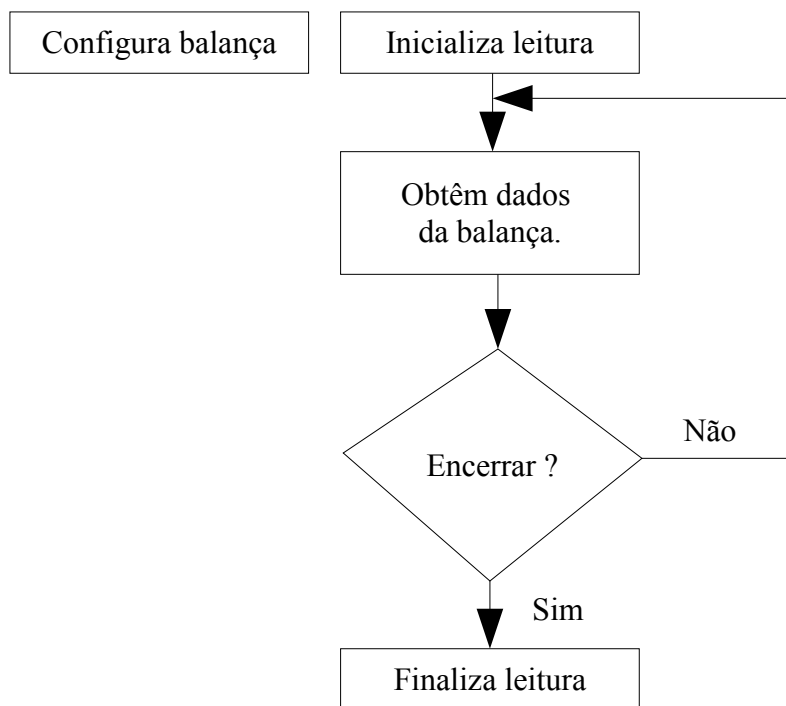 Configura balança
Inicializa leitura
Obtêm dados
da balança.
Encerrar ?
Não
Sim
Finaliza leitura